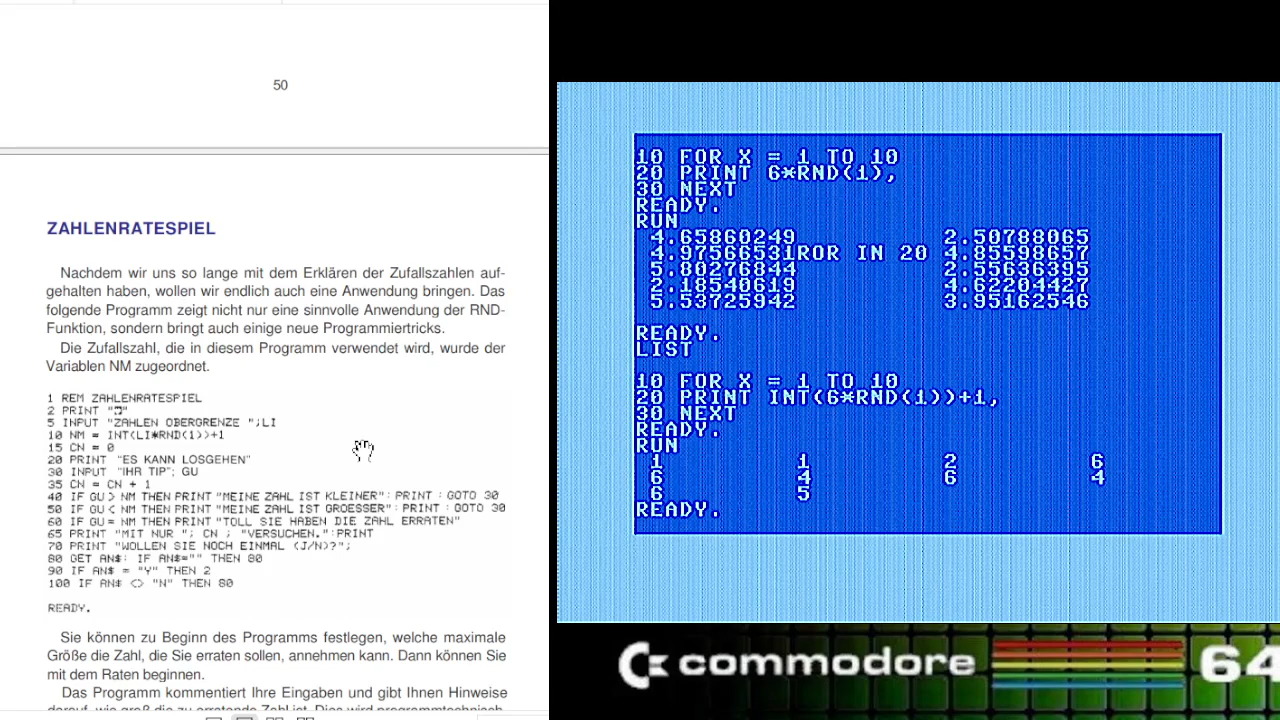 50
ZAHLENRATESPIEL
Nachdem wir uns so lange mit dem Erklären der Zufallszahlen auf-
gehalten haben, wollen wir endlich auch eine Anwendung bringen. Das
folgende Programm zeigt nicht nur eine sinnvolle Anwendung der RND-
Funktion, sondern bringt auch einige neue Programmiertricks.
Die Zufallszahl, die in diesem Programm verwendet wird, wurde der
Variablen NM zugeordnet.
1 REM ZAHLENRATESPIEL
2 PRINT "
5 INPUT "ZAHLEN OBERGRENZE ";LI
10 NM = INT(LI*RND(1))+1
15 CN = 0
20 PRINT "ES KANN LOSGEHEN"
30 INPUT "IHR TIP"; GU
35 CN = CN + 1
40 IF GU > NM THEN PRINT "MEINE ZAHL IST KLEINER": PRINT : GOTO 30
50 IF GU < NM THEN PRINT "MEINE ZAHL IST GROESSER": PRINT : GOTO 30
60 IF GU = NM THEN PRINT "TOLL SIE HABEN DIE ZAHL ERRATEN"
65 PRINT "MIT NUR "; CN ; "VERSUCHEN.":PRINT
70 PRINT "WOLLEN SIE NOCH EINMAL (J/N)?";
80 GET AN$: IF AN$="" THEN 80
90 IF AN$ = "Y" THEN 2
100 IF AN$ <> "N" THEN 80
READY.
Sie können zu Beginn des Programms festlegen, welche maximale
Größe die Zahl, die Sie erraten sollen, annehmen kann. Dann können Sie
mit dem Raten beginnen.
Das Programm kommentiert Ihre Eingaben und gibt Ihnen Hinweise
darauf, wie groß die zu erratende Zahl ist. Dies wird programmtechnisch
10 FOR X = 1 TO 10
20 PRINT 6*RND(1),
30 NEXT
READY.
RUN
4.65860249 2.50788065
4.97566531ROR IN 20 4.85598657
5.80276844 2.55636395
2.18540619 4.62204427
5.53725942 3.95162546
READY.
LIST
10 FOR X = 1 TO 10
20 PRINT INT(6*RND(1))+1,
30 NEXT
READY.
RUN
1 1 2 6
6 4 6 4
6 5
READY.
commodore 64